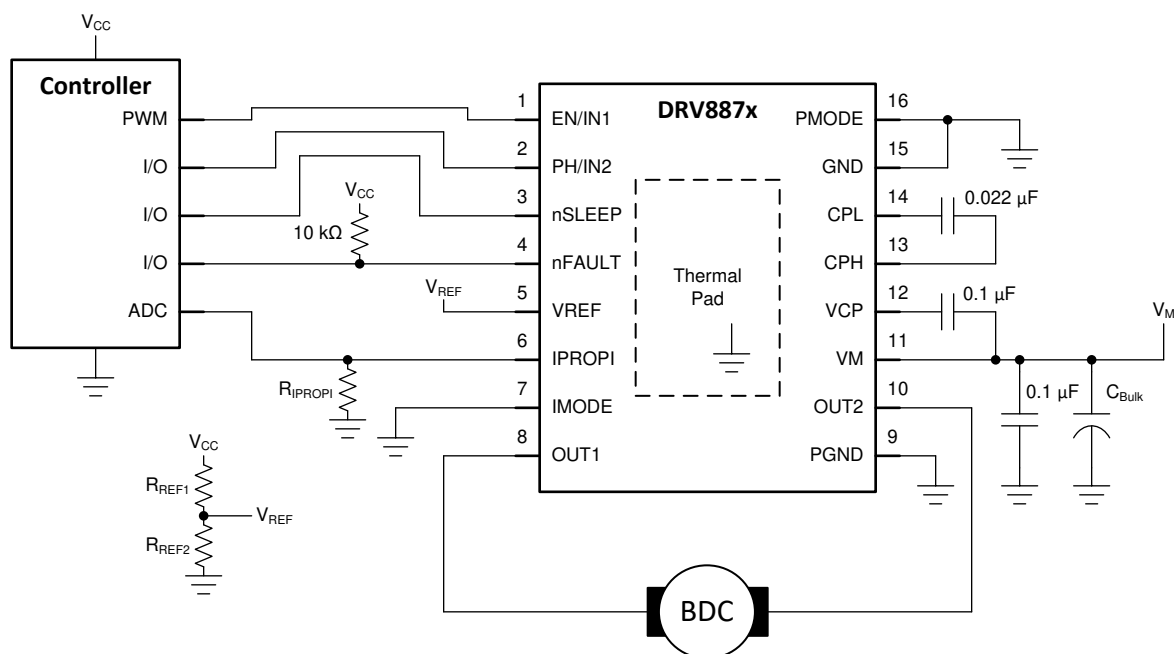 VCC
Controller
PWM
I/O
I/O
I/O
ADC
VCC
10 kΩ
VREF
RIPROPI
VCC
RREF1
VREF
RREF2
DRV887x
1
EN/IN1
2
PH/IN2
3
nSLEEP
4
nFAULT
5
VREF
6
IPROPI
7
IMODE
8
OUT1
Thermal
Pad
16
PMODE
15
GND
14
CPL
13
CPH
12
VCP
11
VM
10
OUT2
9
PGND
0.022 µF
0.1 µF
VM
0.1 µF
CBulk
BDC